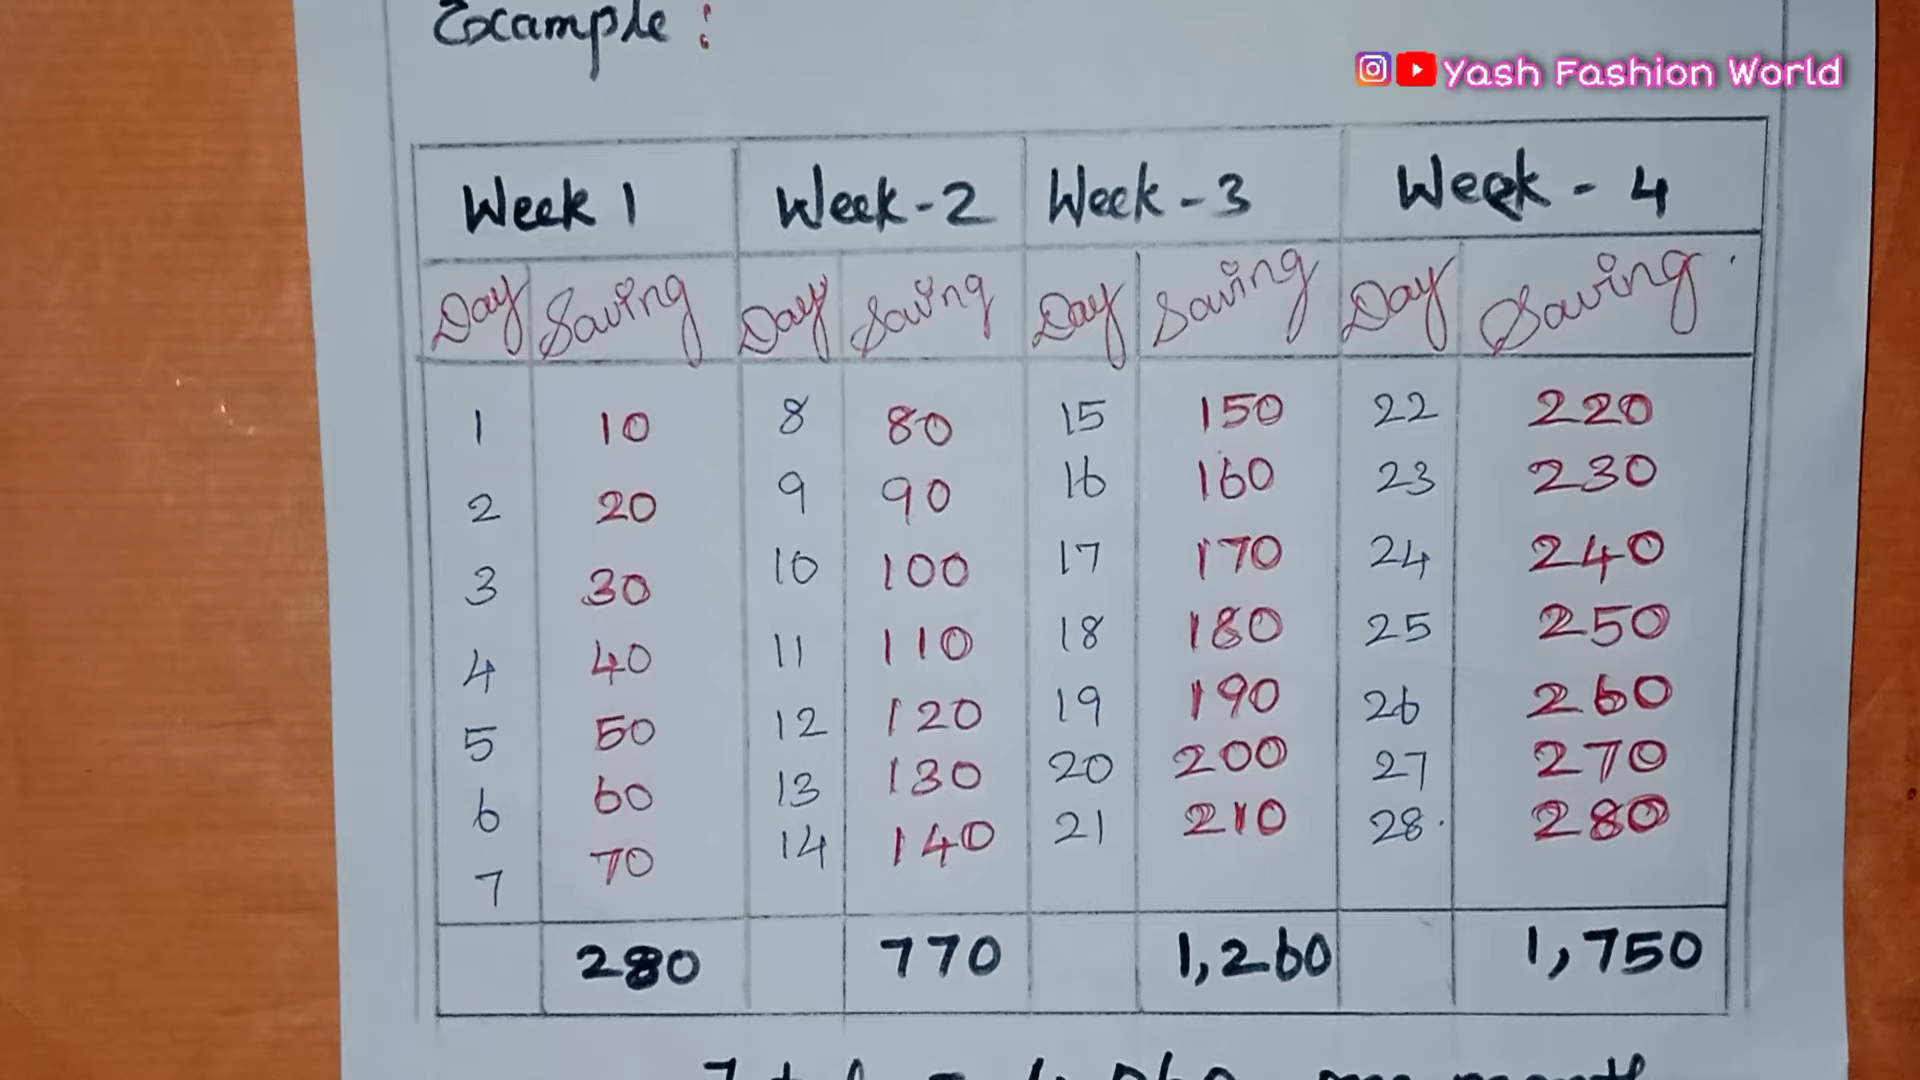 Example :
Yash Fashion World
Week 1 Week - 2 Week - 3 Week - 4
Day Saving Day Saving Day Saving Day Saving
1 10 8 80 15 150 22 220
2 20 9 90 16 160 23 230
3 30 10 100 17 170 24 240
4 40 11 110 18 180 25 250
5 50 12 120 19 190 26 260
6 60 13 130 20 200 27 270
7 70 14 140 21 210 28 280
280 770 1,260 1,750